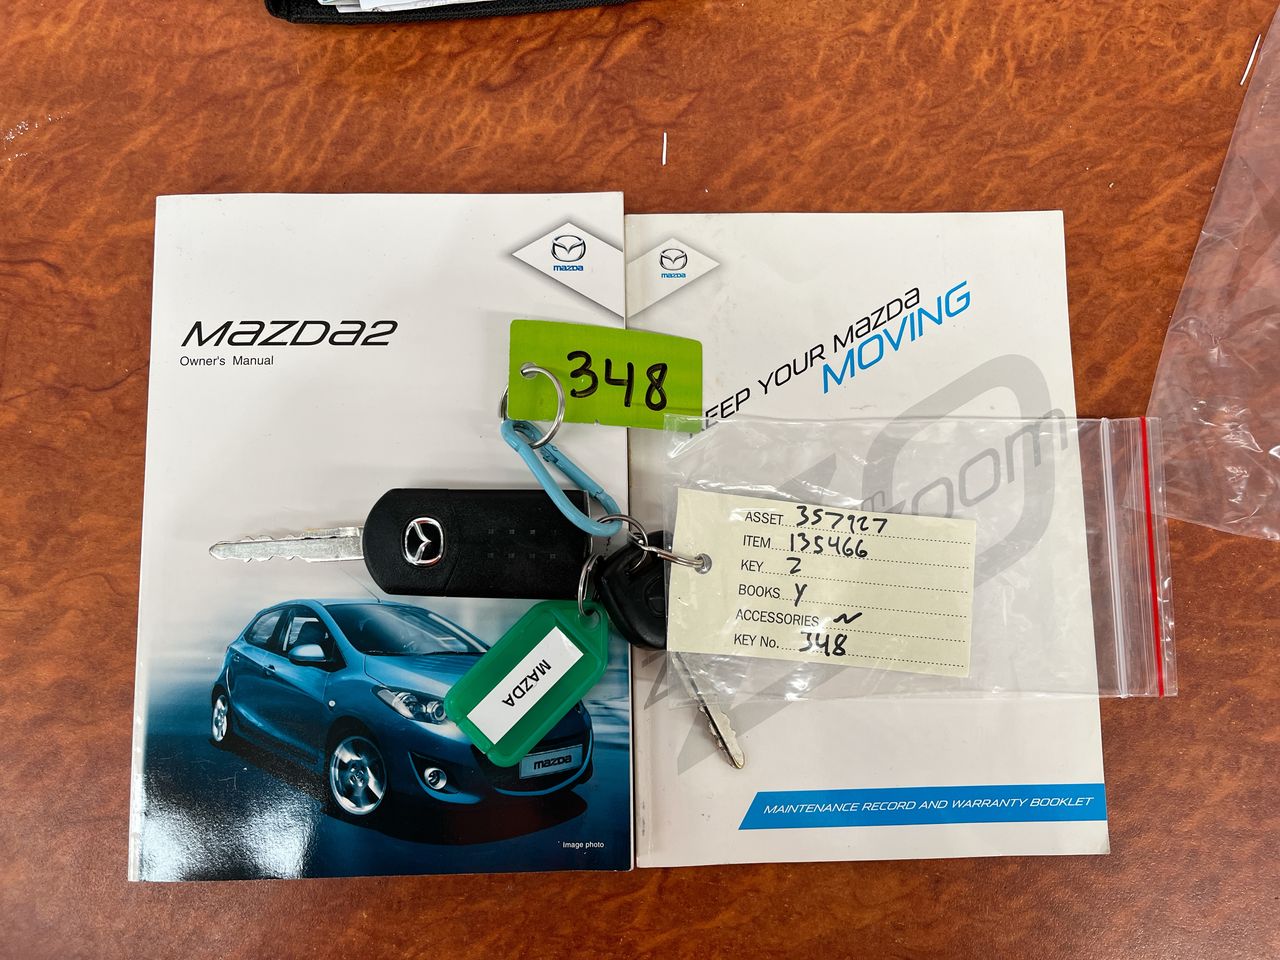 mazda
mazda2
Owner's Manual
mazda
YOUR mazda
MOVING
zoom
348
ASSET 357927
ITEM 135466
KEY 2
BOOKS Y
ACCESSORIES N
KEY No. 348
MAZDA
mazda
Image photo
MAINTENANCE RECORD AND WARRANTY BOOKLET